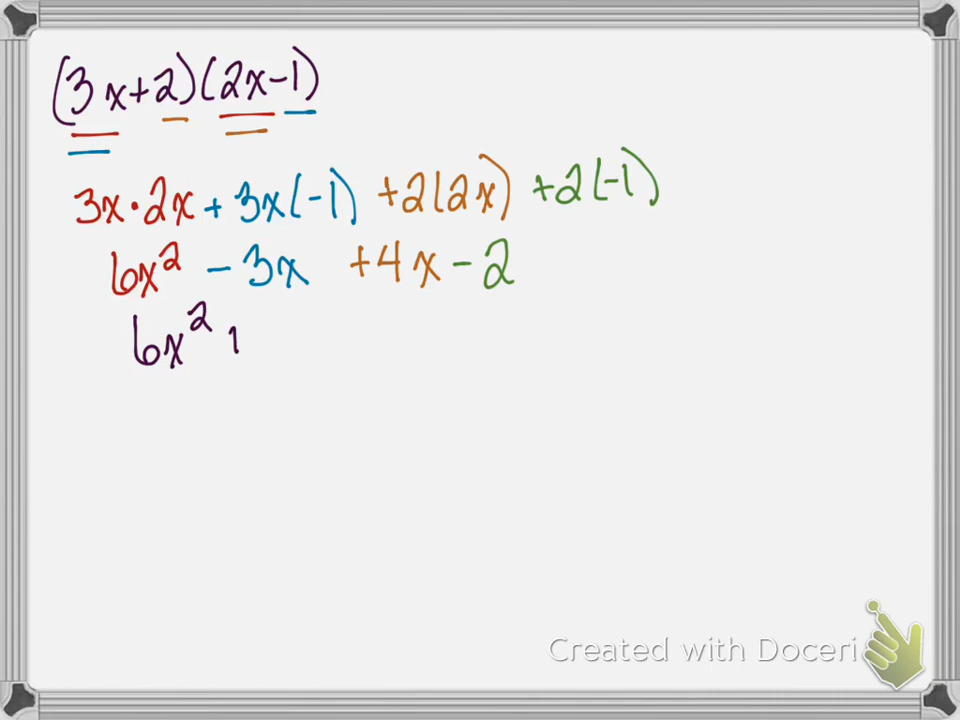 (3x+2)(2x-1)
3x·2x + 3x(-1) +2(2x) +2(-1)
6x² - 3x +4x - 2
6x²
Created with Doceri